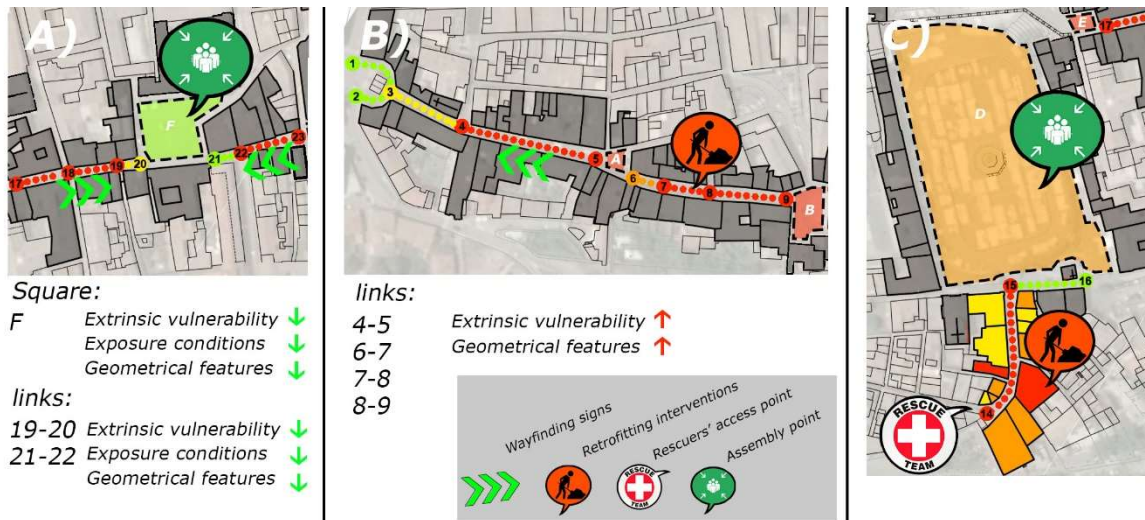 A)
F
17
18
19
20
21
22
23
Square:
F
Extrinsic vulnerability
Exposure conditions
Geometrical features
links:
19-20
Extrinsic vulnerability
21-22
Exposure conditions
Geometrical features
B)
1
2
3
4
5
A
6
7
8
9
B
links:
4-5
Extrinsic vulnerability
6-7
Geometrical features
7-8
8-9
Wayfinding signs
Retrofitting interventions
Rescuers' access point
Assembly point
RESCUE
TEAM
C)
E
17
D
15
16
14
RESCUE
TEAM